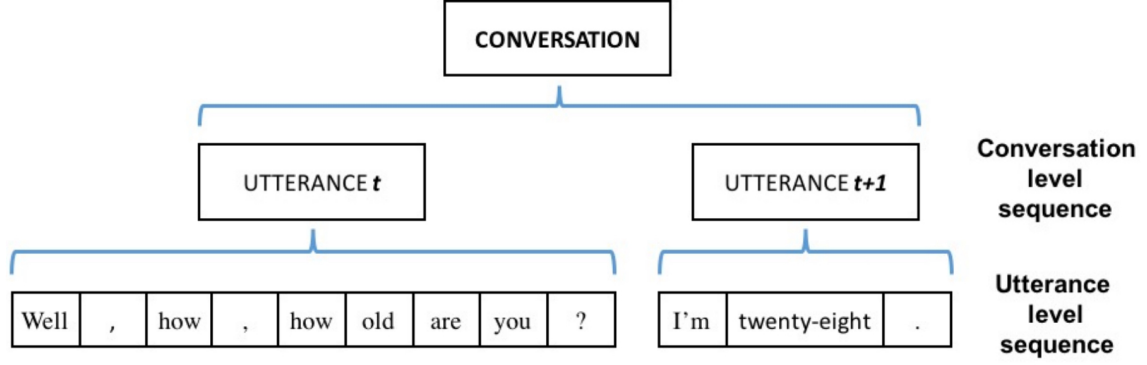 CONVERSATION
UTTERANCE t
UTTERANCE t+1
Conversation
level
sequence
Well , how , how old are you ?
I'm twenty-eight .
Utterance
level
sequence